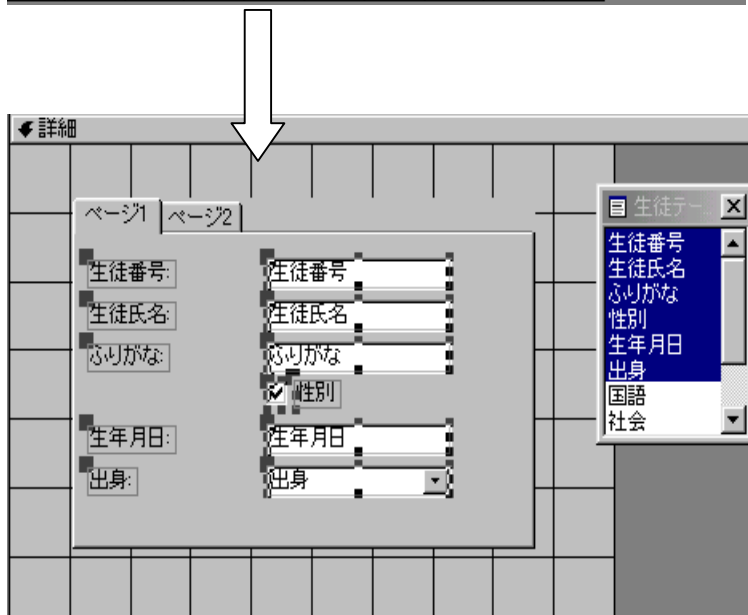 詳細
ページ1 ページ2
生徒番号: 生徒番号
生徒氏名: 生徒氏名
ふりがな: ふりがな
性別
生年月日: 生年月日
出身: 出身
生徒テー...
生徒番号
生徒氏名
ふりがな
性別
生年月日
出身
国語
社会